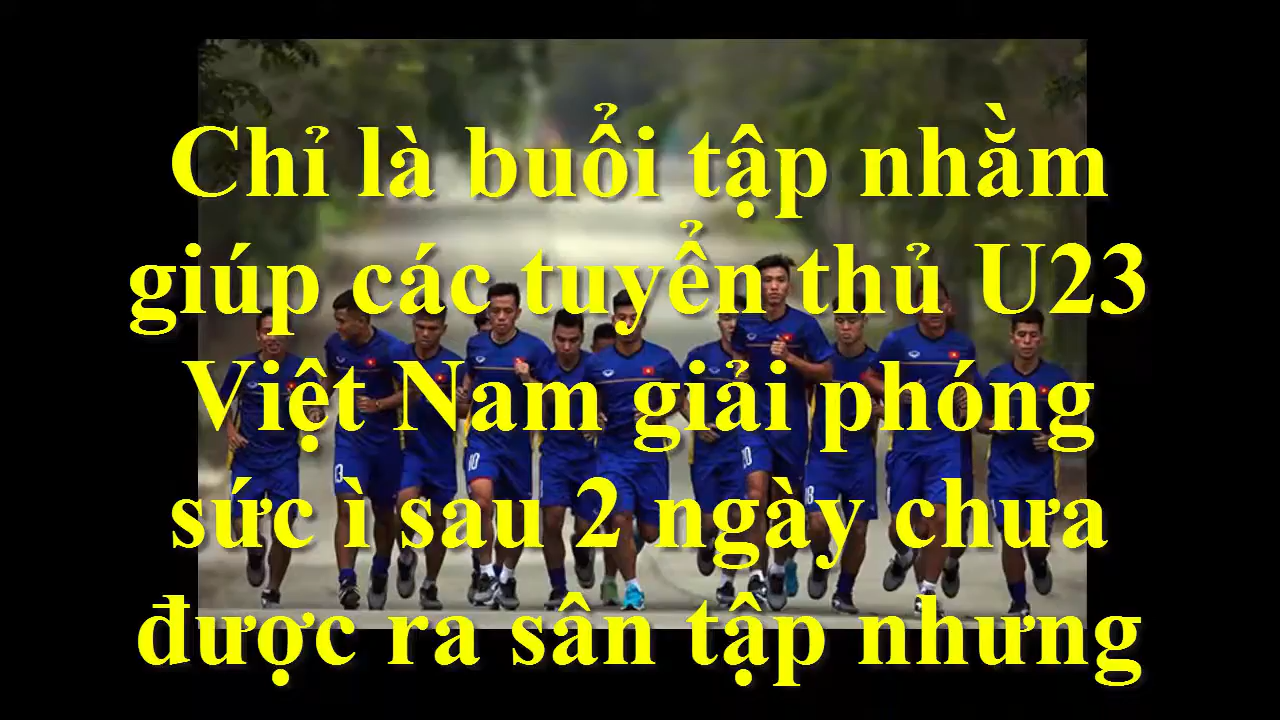 Chỉ là buổi tập nhằm
giúp các tuyển thủ U23
Việt Nam giải phóng
sức ì sau 2 ngày chưa
được ra sân tập nhưng
10